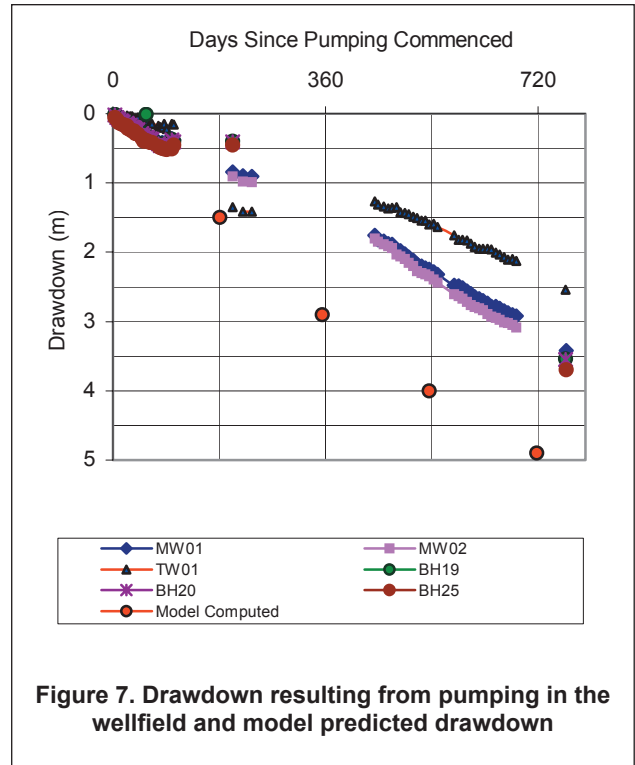 Days Since Pumping Commenced
0 360 720
0
1
2
3
4
5
Drawdown (m)
MW01 MW02
TW01 BH19
BH20 BH25
Model Computed
Figure 7. Drawdown resulting from pumping in the
wellfield and model predicted drawdown